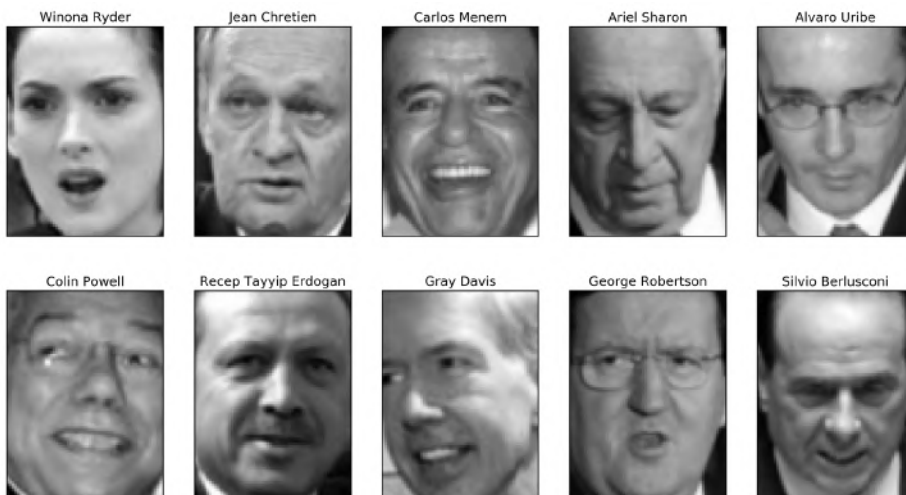 Winona Ryder
Jean Chretien
Carlos Menem
Ariel Sharon
Alvaro Uribe
Colin Powell
Recep Tayyip Erdogan
Gray Davis
George Robertson
Silvio Berlusconi